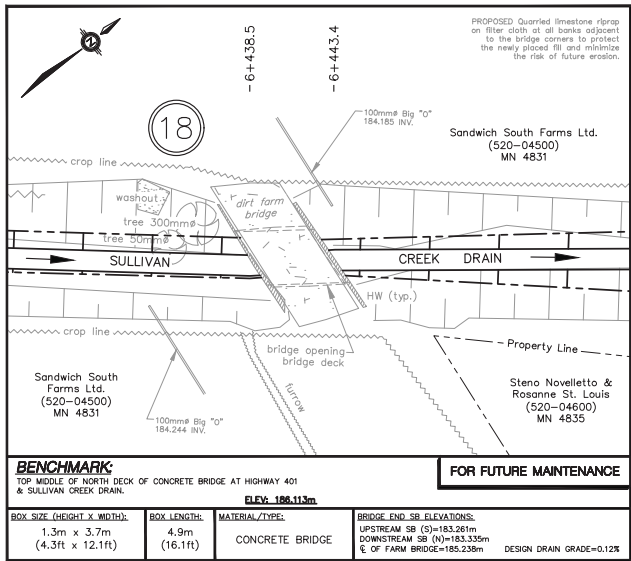 -6+438.5
-6+443.4
PROPOSED Quarried limestone riprap
on filter cloth at all banks adjacent
to the bridge corners to protect
the newly placed fill and minimize
the risk of future erosion.
N
18
100mmø Big "O"
184.185 INV.
Sandwich South Farms Ltd.
(520-04500)
MN 4831
crop line
washout
dirt farm
bridge
tree 300mmø
tree 50mmø
SULLIVAN
CREEK DRAIN
HW (typ.)
crop line
bridge opening
bridge deck
Property Line
Sandwich South
Farms Ltd.
(520-04500)
MN 4831
furrow
Steno Novelletto &
Rosanne St. Louis
(520-04600)
MN 4835
100mmø Big "O"
184.244 INV.
BENCHMARK:
TOP MIDDLE OF NORTH DECK OF CONCRETE BRIDGE AT HIGHWAY 401
& SULLIVAN CREEK DRAIN.
ELEV: 186.113m
FOR FUTURE MAINTENANCE
BOX SIZE (HEIGHT X WIDTH):
1.3m x 3.7m
(4.3ft x 12.1ft)
BOX LENGTH:
4.9m
(16.1ft)
MATERIAL/TYPE:
CONCRETE BRIDGE
BRIDGE END SB ELEVATIONS:
UPSTREAM SB (S)=183.261m
DOWNSTREAM SB (N)=183.335m
℄ OF FARM BRIDGE=185.238m
DESIGN DRAIN GRADE=0.12%